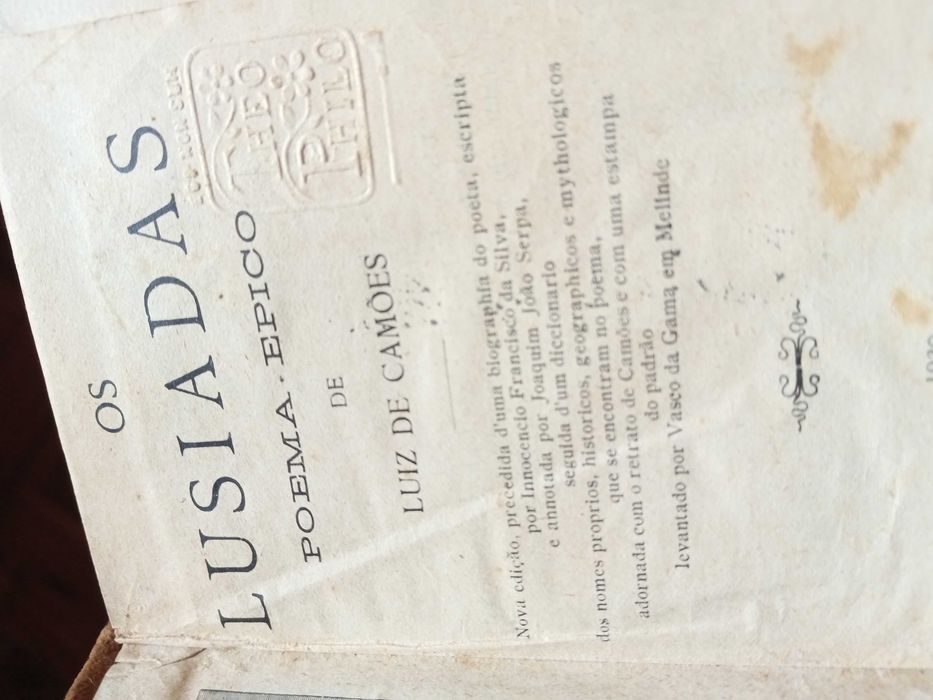 OS
LUSIADAS
POEMA·EPICO
DE
LUIZ DE CAMÕES
THEO
PHILO
Nova edição, precedida d'uma biographia do poeta, escripta
por Innocencio Francisco da Silva,
e annotada por Joaquim João Serpa,
seguida d'um diccionario
dos nomes proprios, historicos, geographicos e mythologicos
que se encontram no poema,
adornada com o retrato de Camões e com uma estampa
do padrão
levantado por Vasco da Gama em Melinde